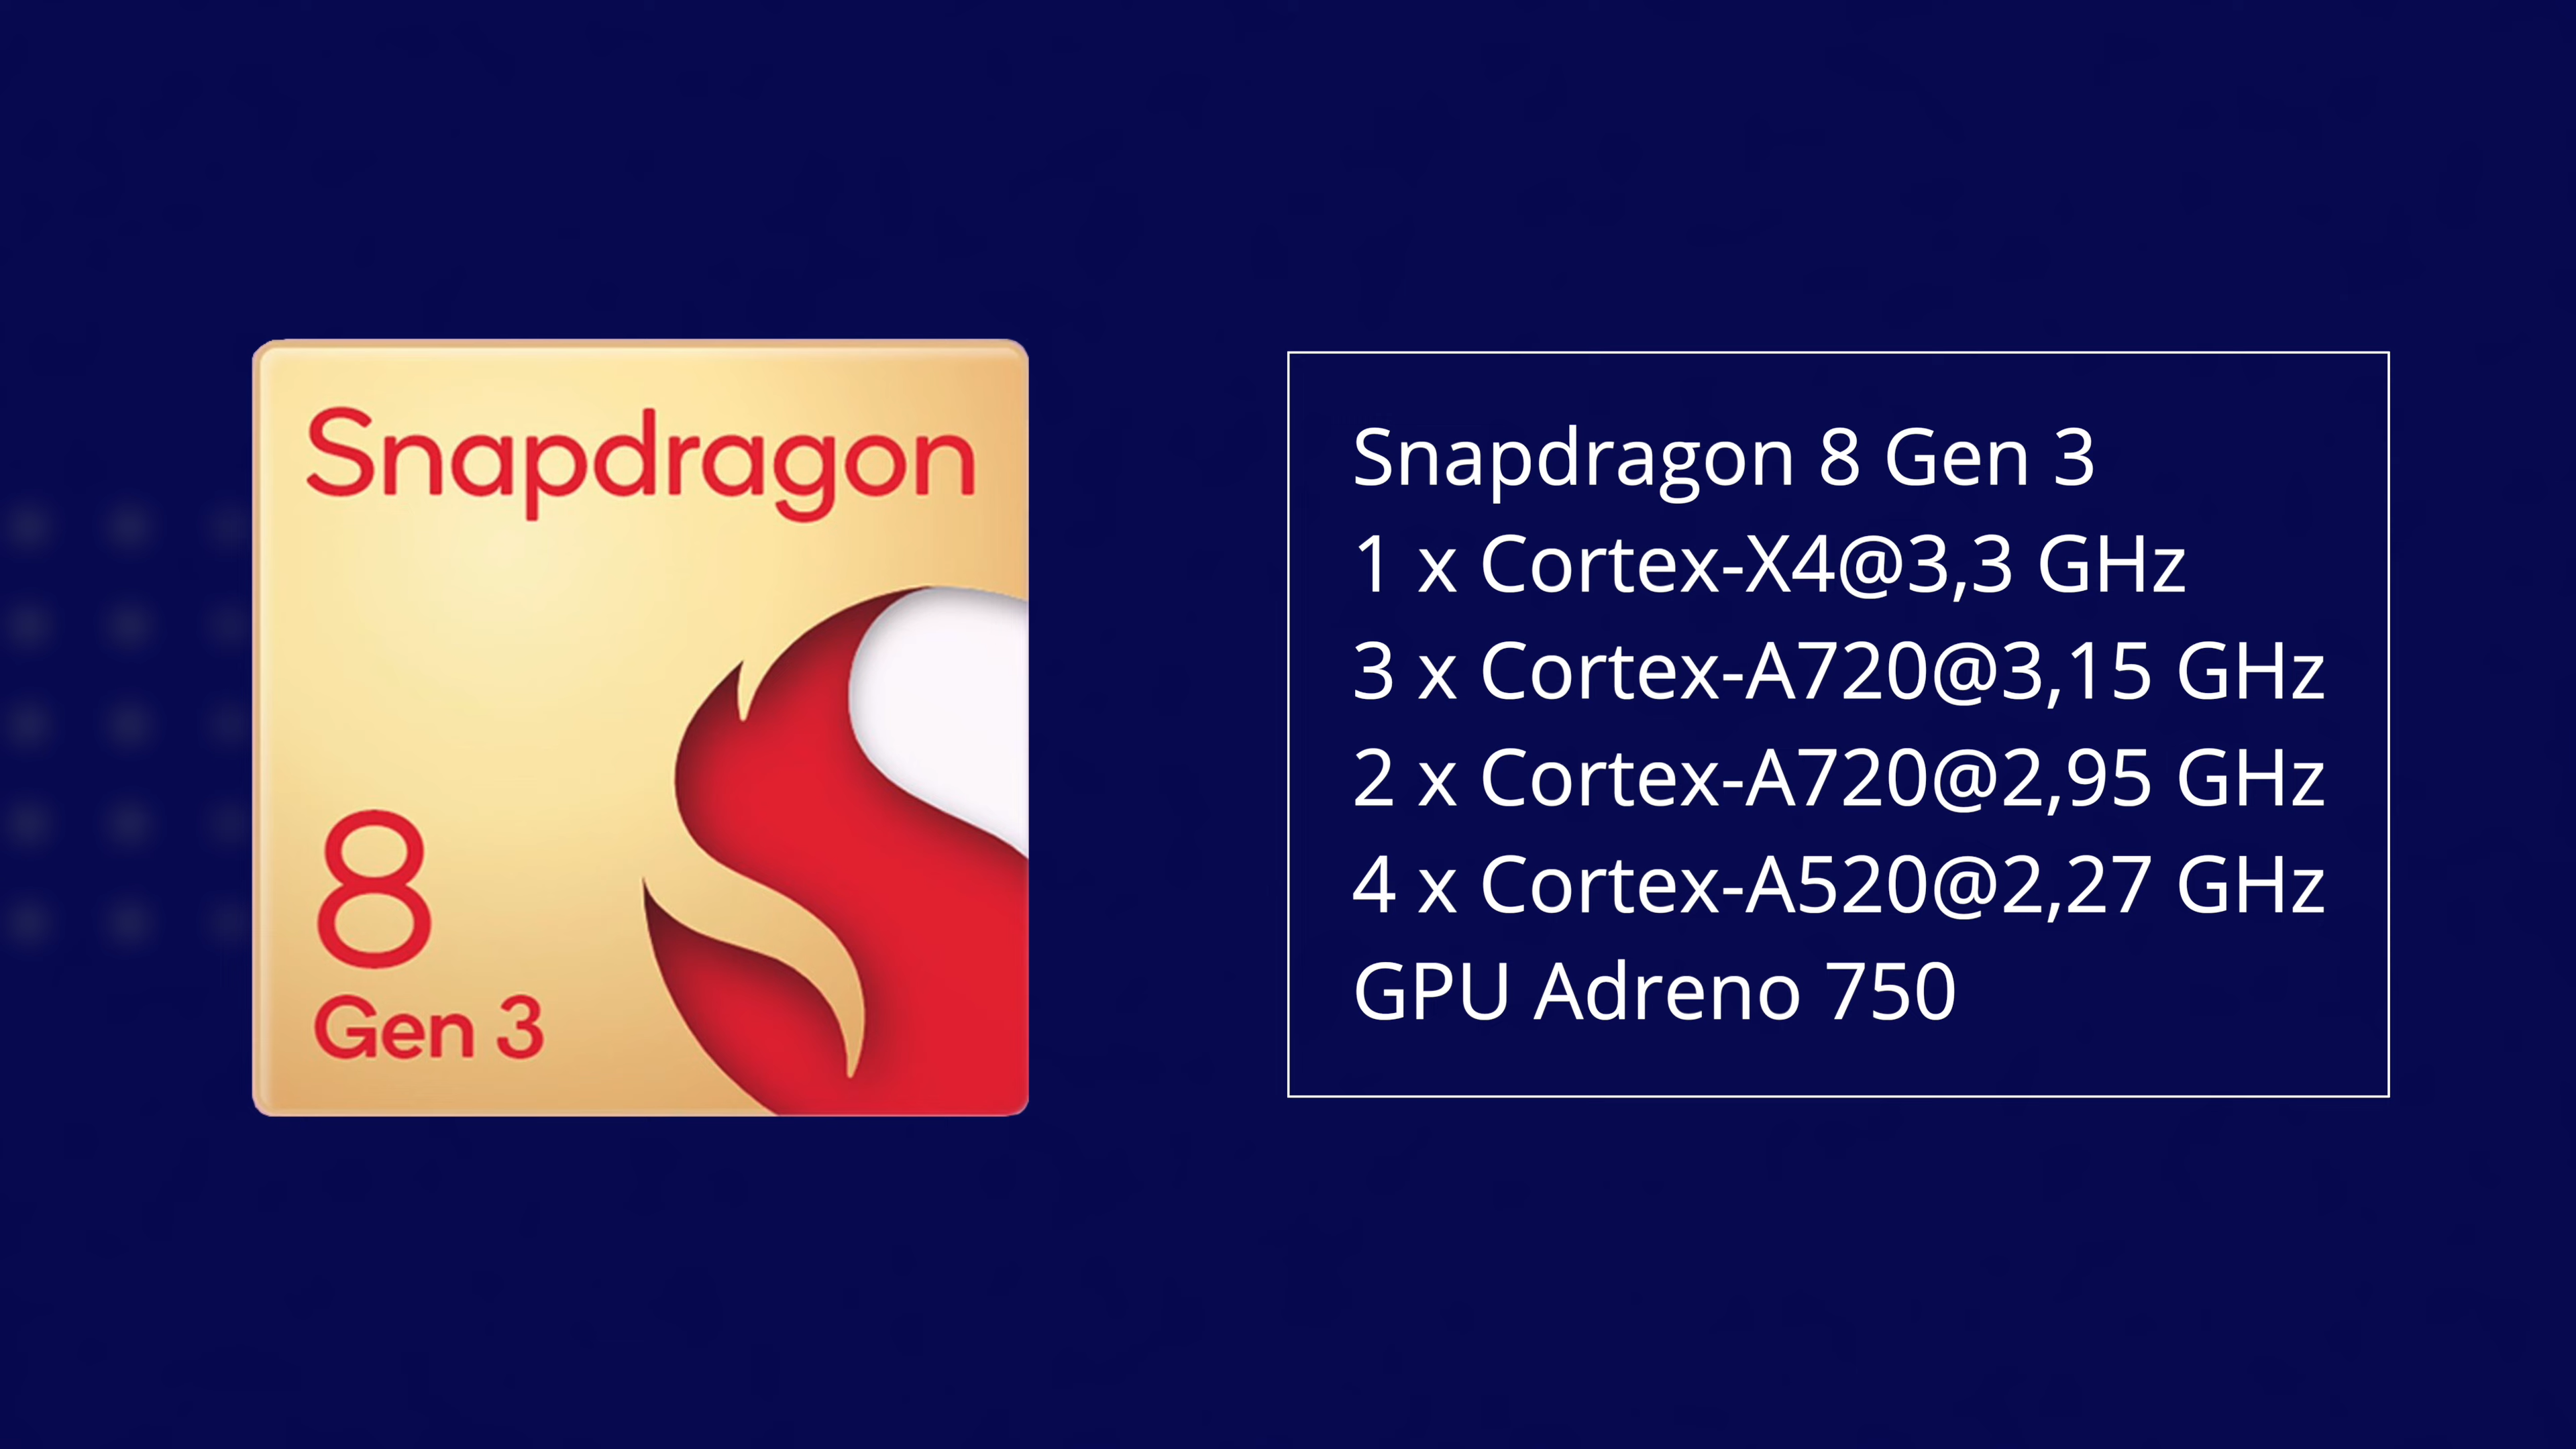 Snapdragon
8
Gen 3
Snapdragon 8 Gen 3
1 x Cortex-X4@3,3 GHz
3 x Cortex-A720@3,15 GHz
2 x Cortex-A720@2,95 GHz
4 x Cortex-A520@2,27 GHz
GPU Adreno 750